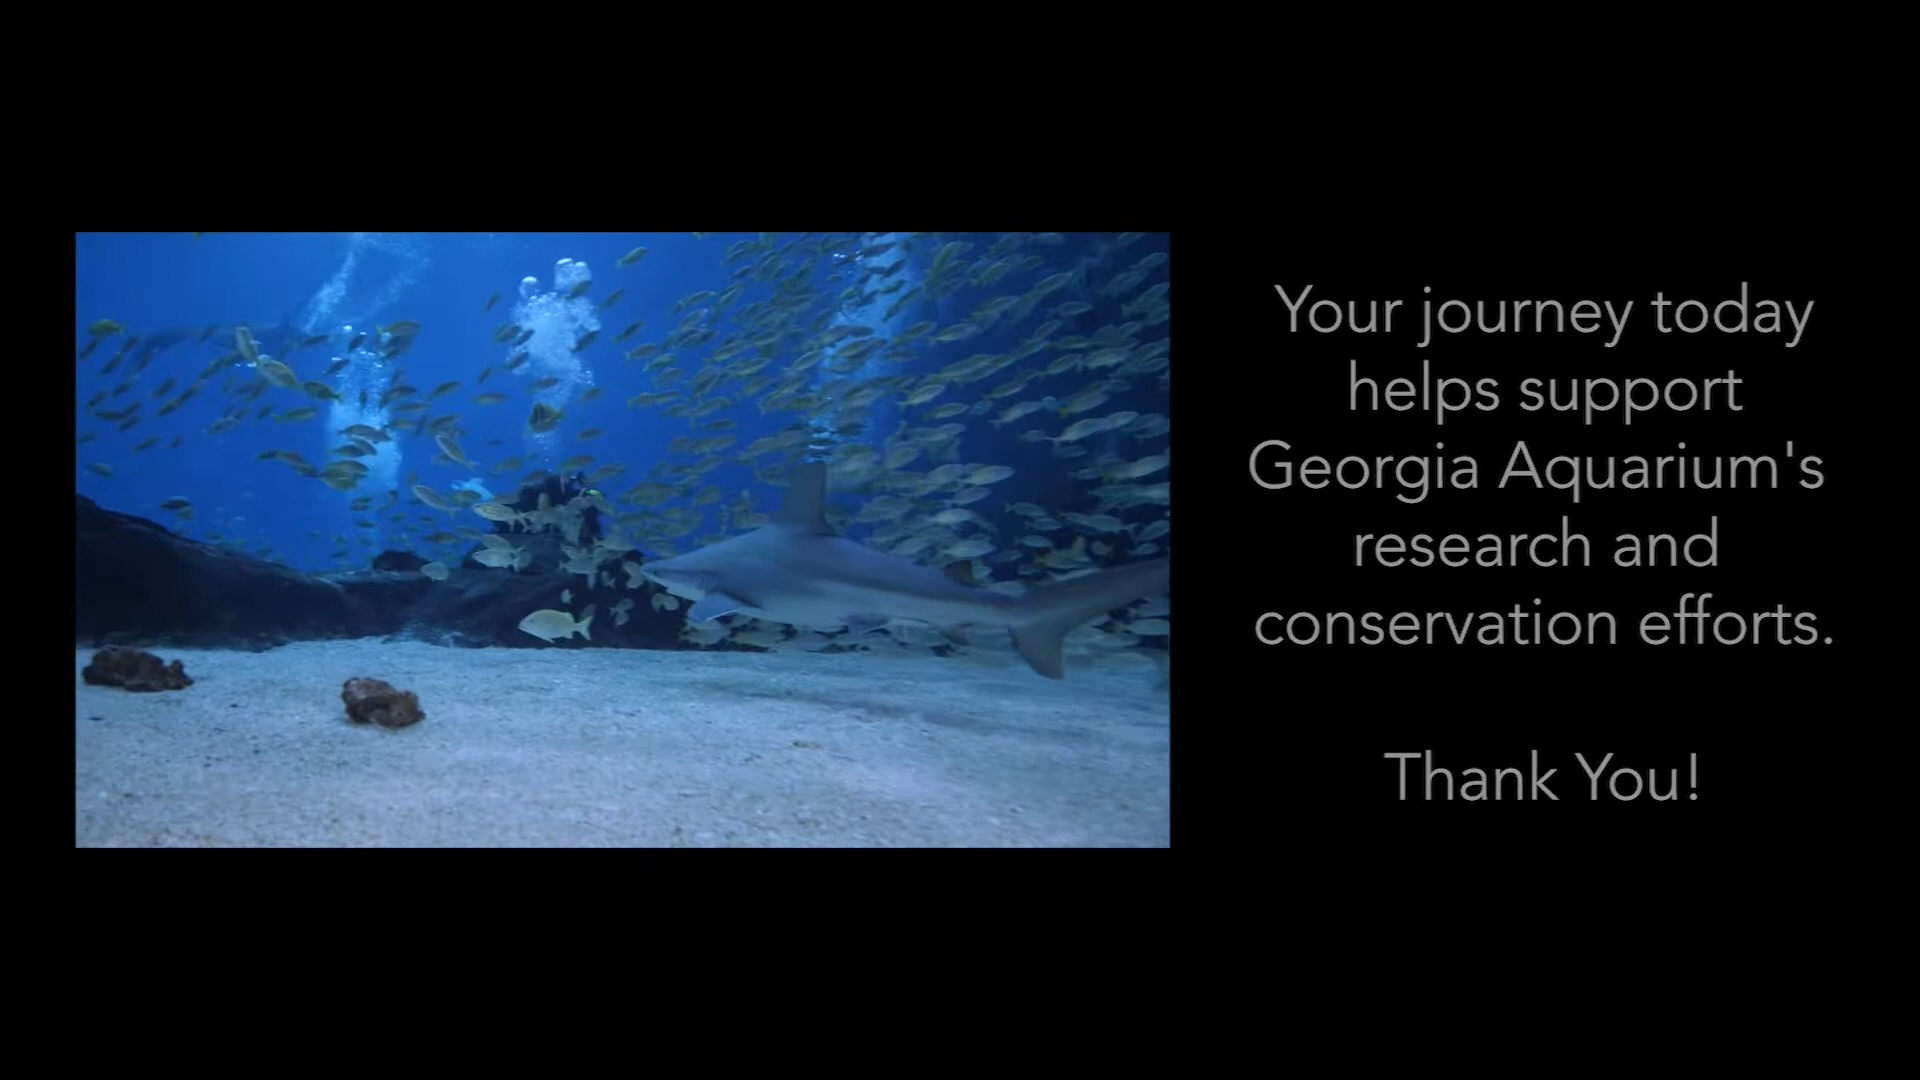 Your journey today
helps support
Georgia Aquarium's
research and
conservation efforts.
Thank You!